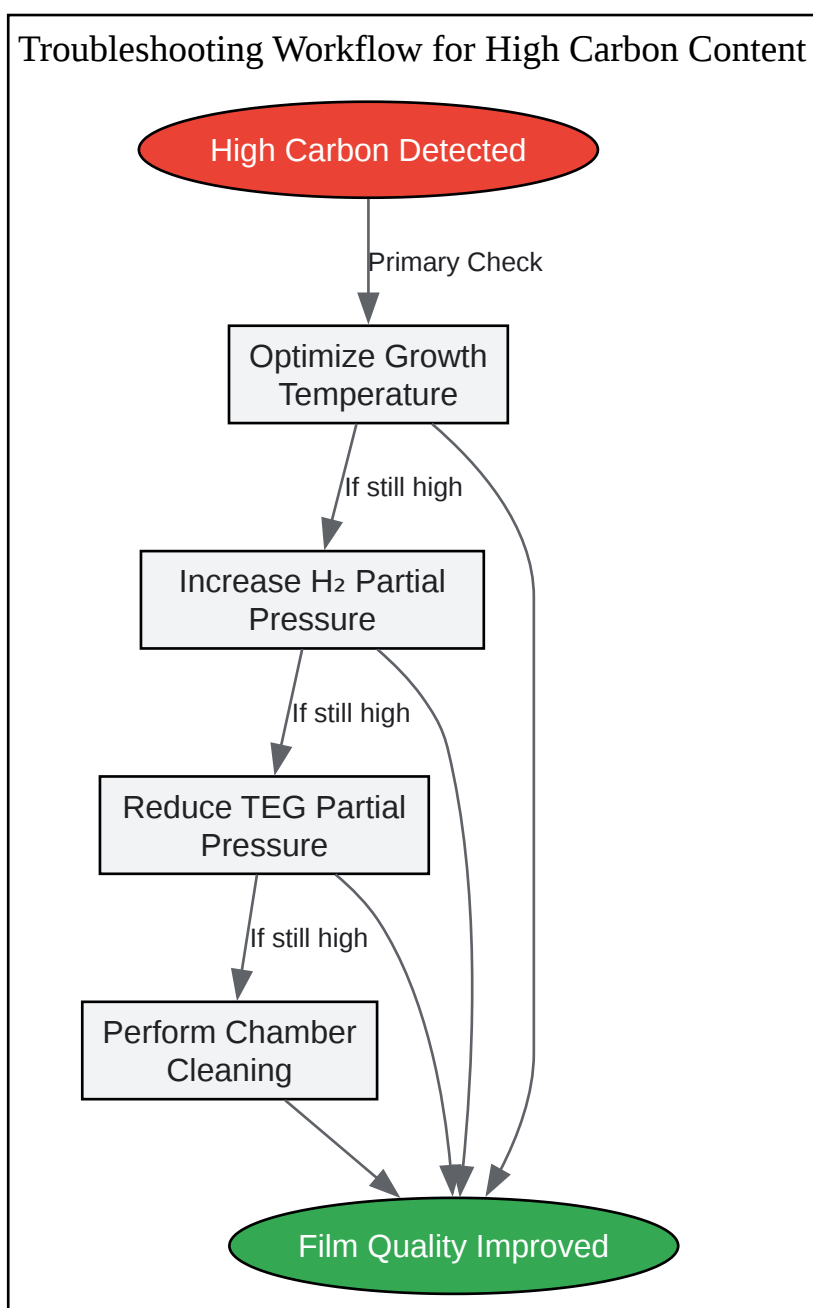 Troubleshooting Workflow for High Carbon Content
High Carbon Detected
Primary Check
Optimize Growth
Temperature
If still high
Increase H₂ Partial
Pressure
If still high
Reduce TEG Partial
Pressure
If still high
Perform Chamber
Cleaning
Film Quality Improved